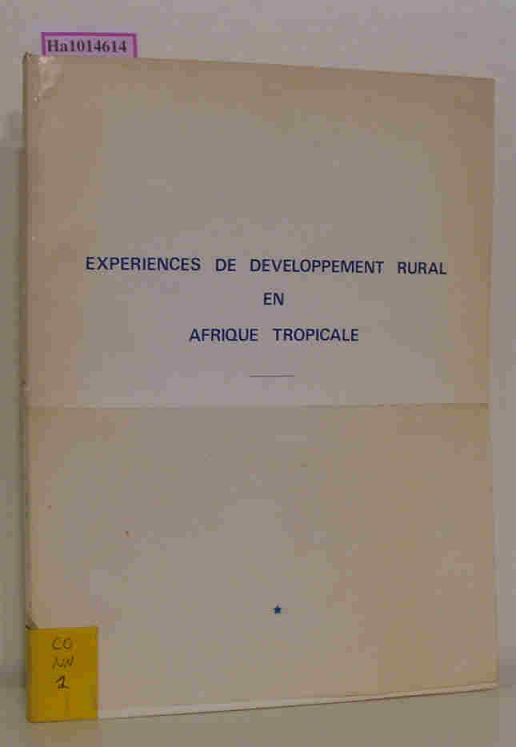 Ha1014614
EXPERIENCES DE DEVELOPPEMENT RURAL
EN
AFRIQUE TROPICALE
CO
NN
1